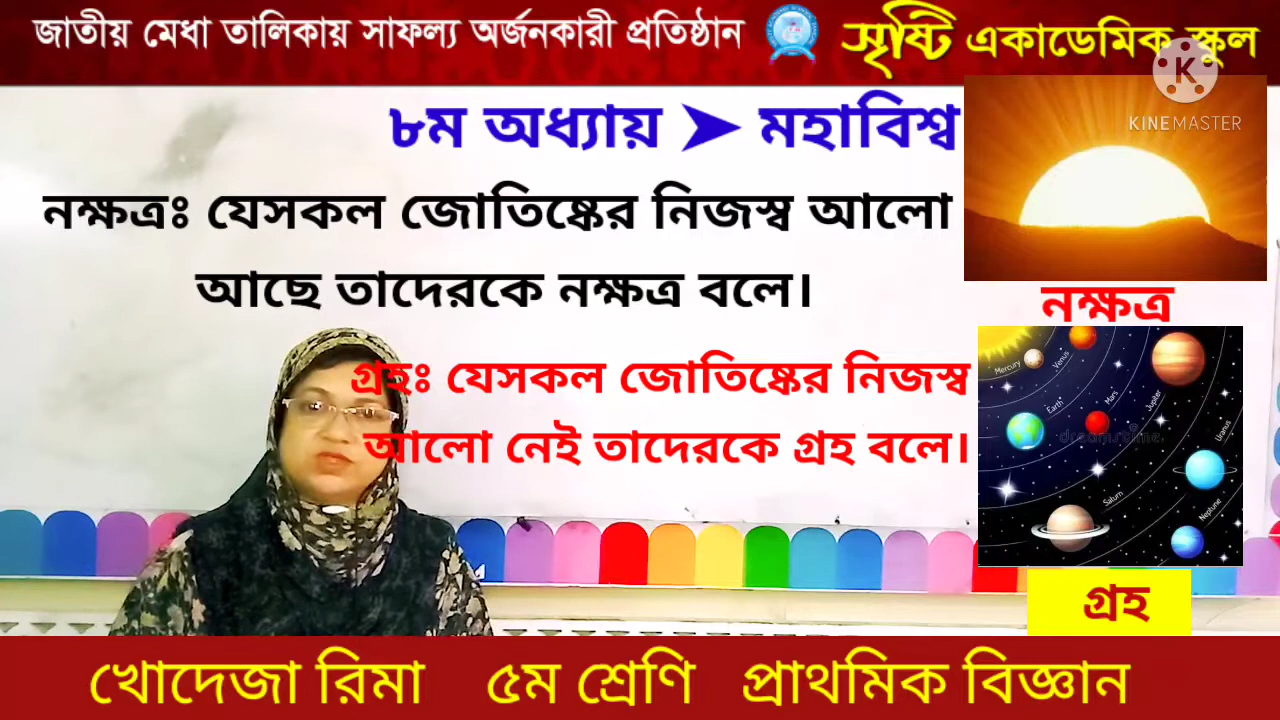 জাতীয় মেধা তালিকায় সাফল্য অর্জনকারী প্রতিষ্ঠান
সৃষ্টি একাডেমিক স্কুল
K
KINEMASTER
৮ম অধ্যায় ➤ মহাবিশ্ব
নক্ষত্রঃ যেসকল জোতিষ্কের নিজস্ব আলো
আছে তাদেরকে নক্ষত্র বলে।
নক্ষত্র
গ্রহঃ যেসকল জোতিষ্কের নিজস্ব
আলো নেই তাদেরকে গ্রহ বলে।
Mercury
Venus
Earth
Mars
Jupiter
Uranus
dreamstime
Saturn
Neptune
গ্রহ
খোদেজা রিমা ৫ম শ্রেণি প্রাথমিক বিজ্ঞান